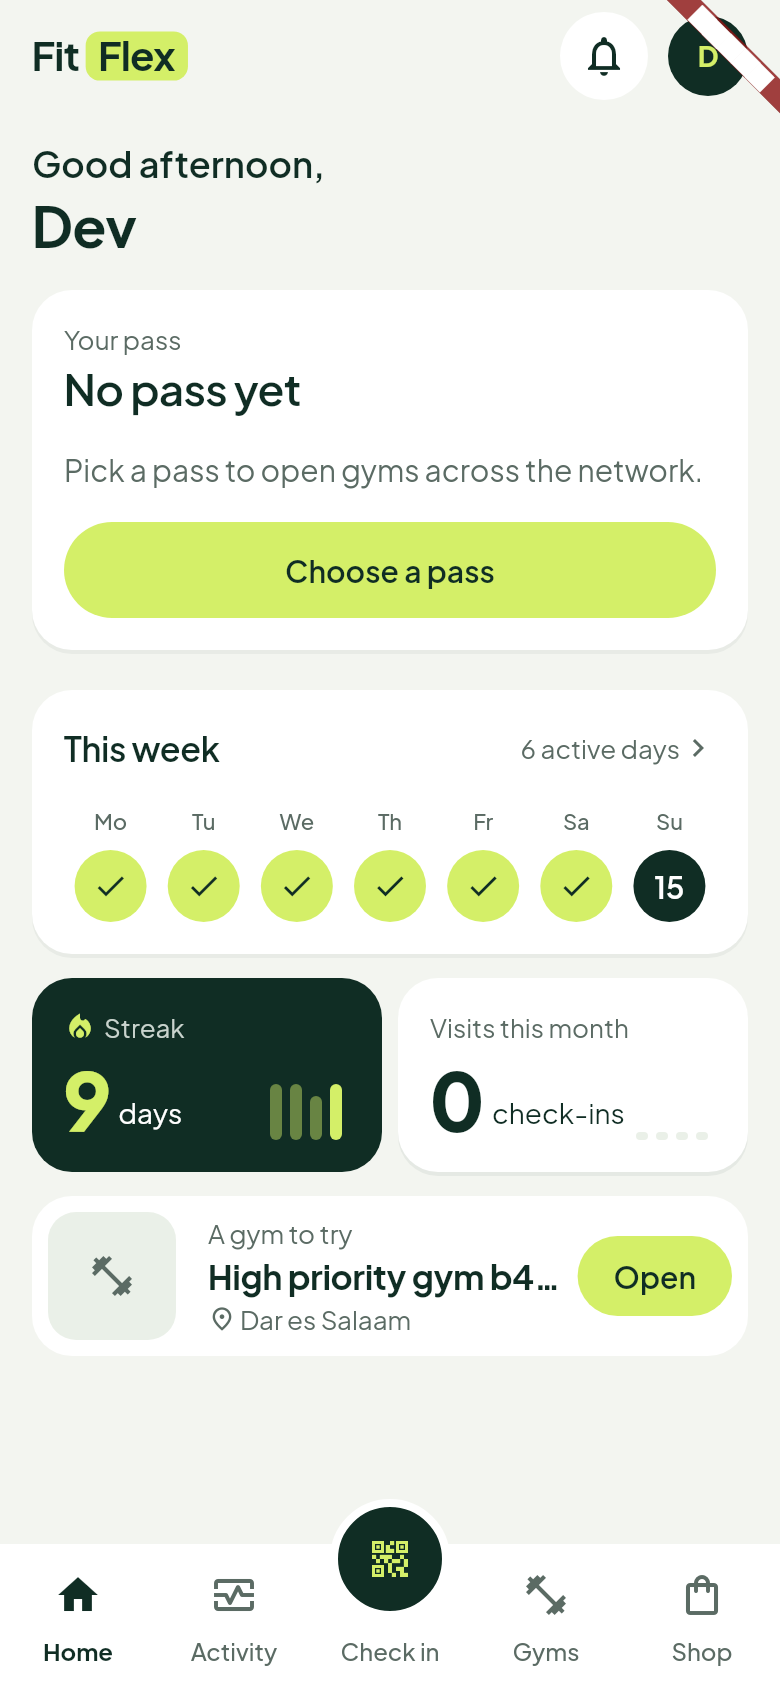 Fit Flex
D
Good afternoon,
Dev
Your pass
No pass yet
Pick a pass to open gyms across the network.
Choose a pass
This week
6 active days
Mo Tu We Th Fr Sa Su
15
Streak
9 days
Visits this month
0 check-ins
A gym to try
High priority gym b4...
Dar es Salaam
Open
Home
Activity
Check in
Gyms
Shop